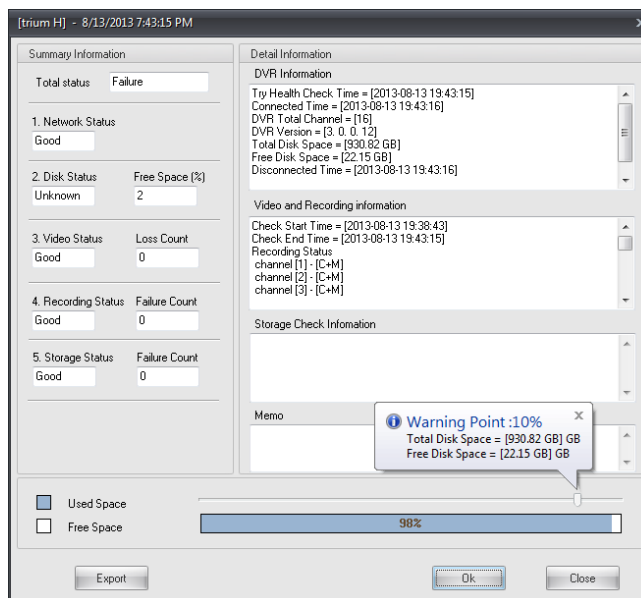 [trium H] - 8/13/2013 7:43:15 PM
Summary Information
Total status Failure
1. Network Status
Good
2. Disk Status Free Space (%)
Unknown 2
3. Video Status Loss Count
Good 0
4. Recording Status Failure Count
Good 0
5. Storage Status Failure Count
Good 0
Detail Information
DVR Information
Try Health Check Time = [2013-08-13 19:43:15]
Connected Time = [2013-08-13 19:43:16]
DVR Total Channel = [16]
DVR Version = [3. 0. 0. 12]
Total Disk Space = [930.82 GB]
Free Disk Space = [22.15 GB]
Disconnected Time = [2013-08-13 19:43:16]
Video and Recording information
Check Start Time = [2013-08-13 19:38:43]
Check End Time = [2013-08-13 19:43:15]
Recording Status
channel [1] - [C+M]
channel [2] - [C+M]
channel [3] - [C+M]
Storage Check Infomation
Memo
Warning Point :10%
Total Disk Space = [930.82 GB] GB
Free Disk Space = [22.15 GB] GB
Used Space
Free Space
98%
Export
Ok
Close